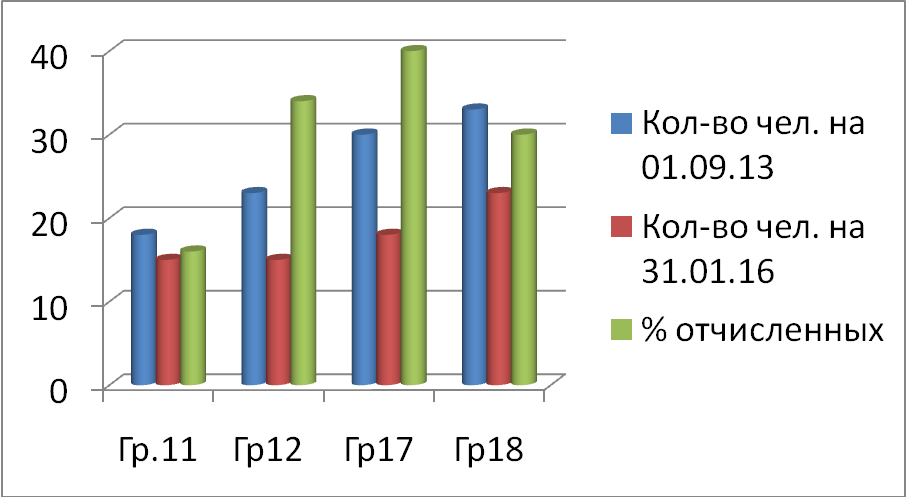 40
30
20
10
0
Гр.11 Гр12 Гр17 Гр18
Кол-во чел. на
01.09.13
Кол-во чел. на
31.01.16
% отчисленных